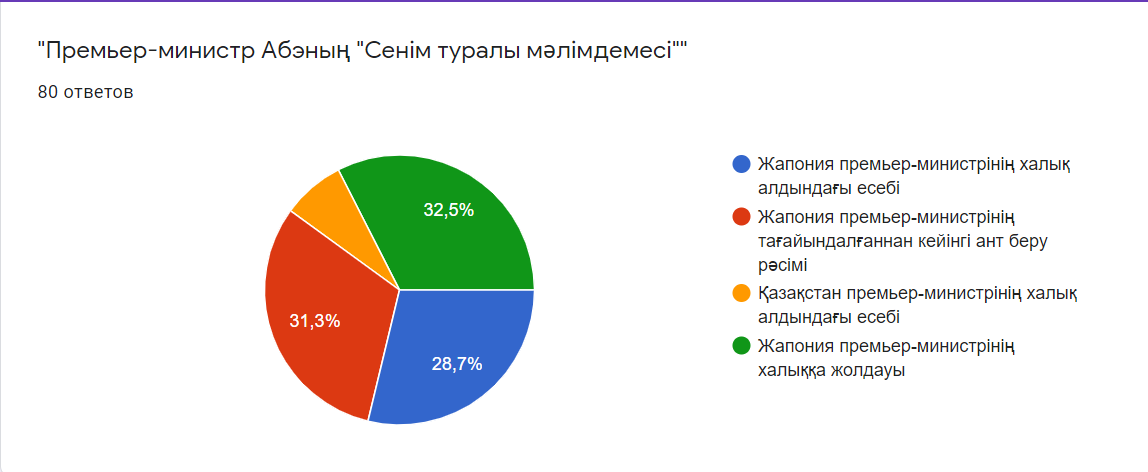 "Премьер-министр Абэның "Сенім туралы мәлімдемесі""
80 ответов
32,5%
31,3%
28,7%
Жапония премьер-министрінің халық
алдындағы есебі
Жапония премьер-министрінің
тағайындалғаннан кейінгі ант беру
рәсімі
Қазақстан премьер-министрінің халық
алдындағы есебі
Жапония премьер-министрінің
халыққа жолдауы